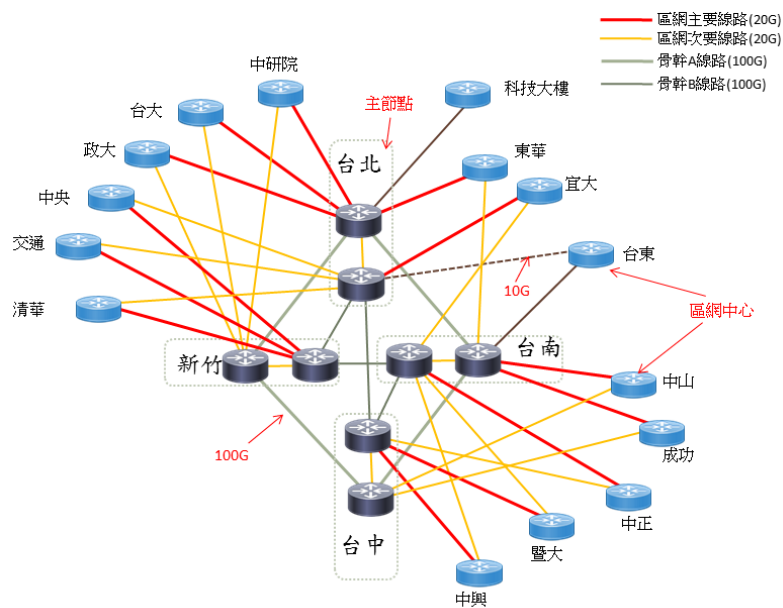 區網主要線路(20G)
區網次要線路(20G)
骨幹A線路(100G)
骨幹B線路(100G)
中研院
科技大樓
主節點
台大
台北
東華
政大
宜大
中央
交通
台東
10G
清華
區網中心
新竹
台南
中山
100G
成功
中正
台中
暨大
中興